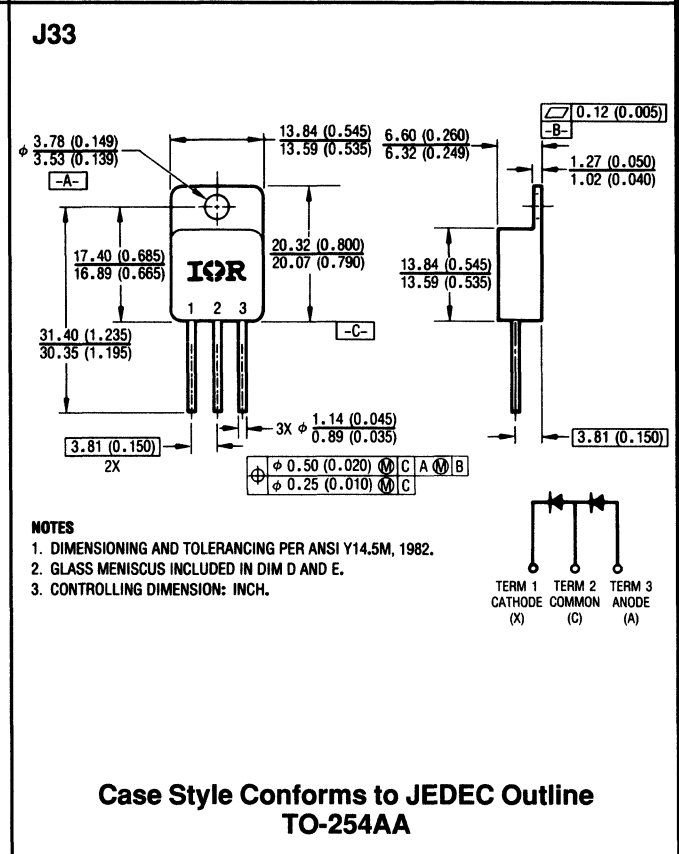 J33
⏥ 0.12 (0.005)
-B-
φ 3.78 (0.149)
3.53 (0.139)
-A-
13.84 (0.545)
13.59 (0.535)
6.60 (0.260)
6.32 (0.249)
1.27 (0.050)
1.02 (0.040)
17.40 (0.685)
16.89 (0.665)
IOR
20.32 (0.800)
20.07 (0.790)
13.84 (0.545)
13.59 (0.535)
1 2 3
31.40 (1.235)
30.35 (1.195)
-C-
3X φ 1.14 (0.045)
0.89 (0.035)
3.81 (0.150)
2X
3.81 (0.150)
⌖ φ 0.50 (0.020) Ⓜ C A Ⓜ B
φ 0.25 (0.010) Ⓜ C
NOTES
1. DIMENSIONING AND TOLERANCING PER ANSI Y14.5M, 1982.
2. GLASS MENISCUS INCLUDED IN DIM D AND E.
3. CONTROLLING DIMENSION: INCH.
TERM 1 TERM 2 TERM 3
CATHODE COMMON ANODE
(X) (C) (A)
Case Style Conforms to JEDEC Outline
TO-254AA